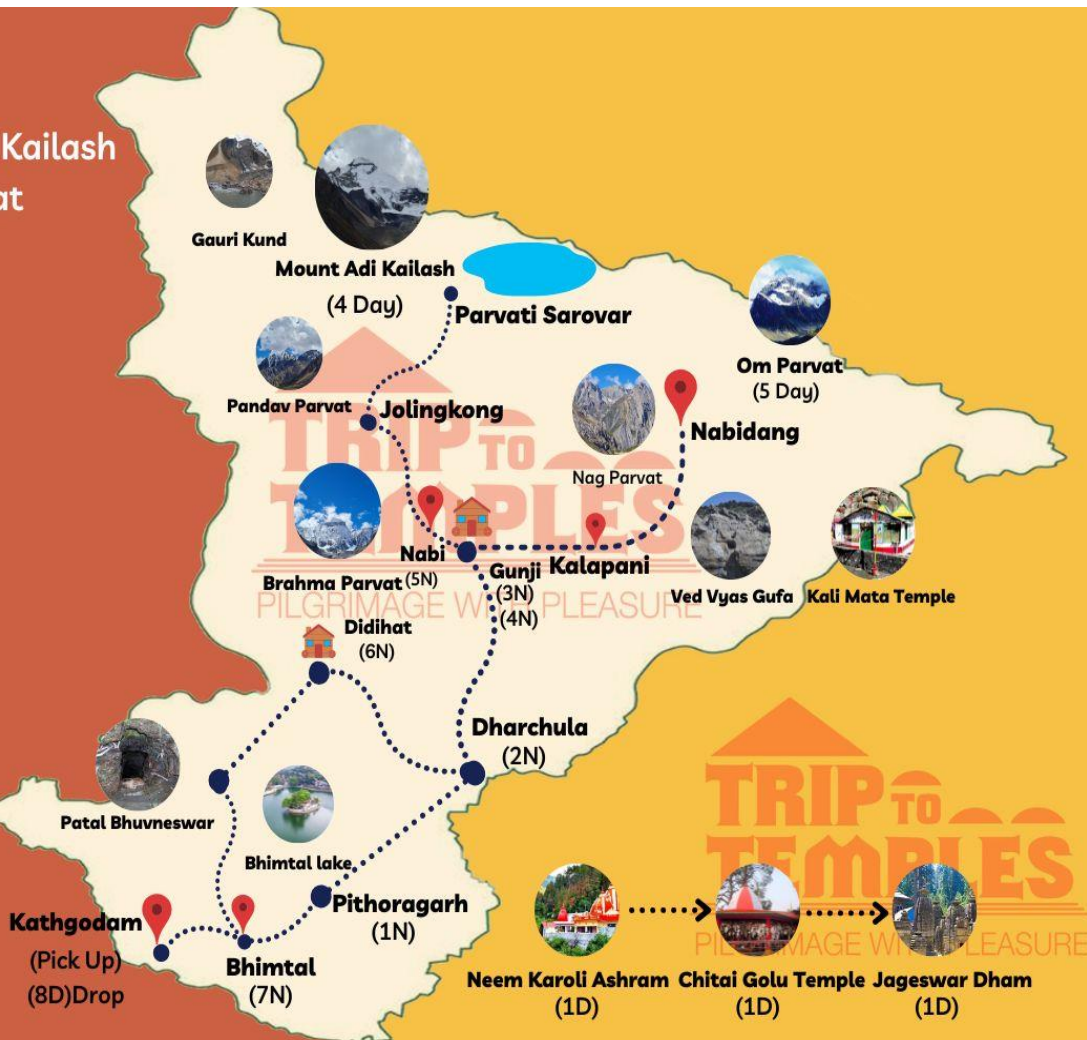 Kailash
at
Gauri Kund
Mount Adi Kailash
(4 Day)
Parvati Sarovar
Om Parvat
(5 Day)
Pandav Parvat
Jolingkong
Nabidang
TRIP TO
TEMPLES
PILGRIMAGE WITH PLEASURE
Nag Parvat
Brahma Parvat
Nabi
(5N)
Gunji
(3N)
(4N)
Kalapani
Ved Vyas Gufa
Kali Mata Temple
Didihat
(6N)
Dharchula
(2N)
Patal Bhuvneswar
Bhimtal lake
Kathgodam
(Pick Up)
(8D)Drop
Bhimtal
(7N)
Pithoragarh
(1N)
TRIP TO
TEMPLES
PILGRIMAGE WITH PLEASURE
Neem Karoli Ashram
(1D)
Chitai Golu Temple
(1D)
Jageswar Dham
(1D)